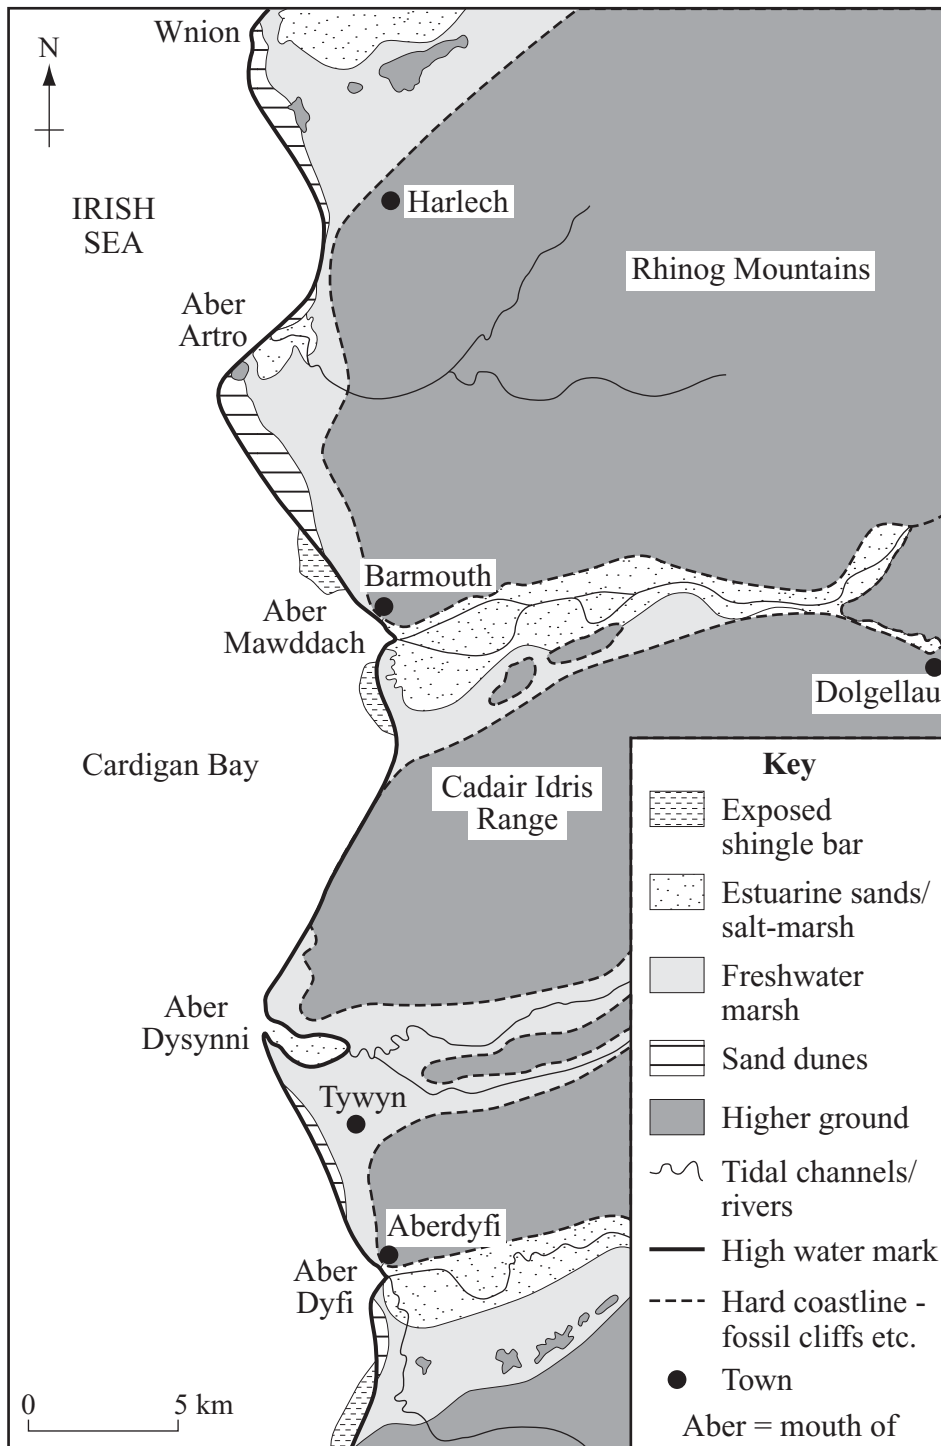 Wnion
N
Harlech
IRISH
SEA
Rhinog Mountains
Aber
Artro
Barmouth
Aber
Mawddach
Dolgellau
Cardigan Bay
Cadair Idris
Range
Aber
Dysynni
Tywyn
Aberdyfi
Aber
Dyfi
0 5 km
Key
Exposed
shingle bar
Estuarine sands/
salt-marsh
Freshwater
marsh
Sand dunes
Higher ground
Tidal channels/
rivers
High water mark
Hard coastline -
fossil cliffs etc.
Town
Aber = mouth of